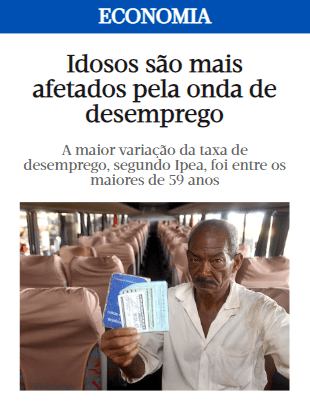 ECONOMIA
Idosos são mais
afetados pela onda de
desemprego
A maior variação da taxa de
desemprego, segundo Ipea, foi entre os
maiores de 59 anos